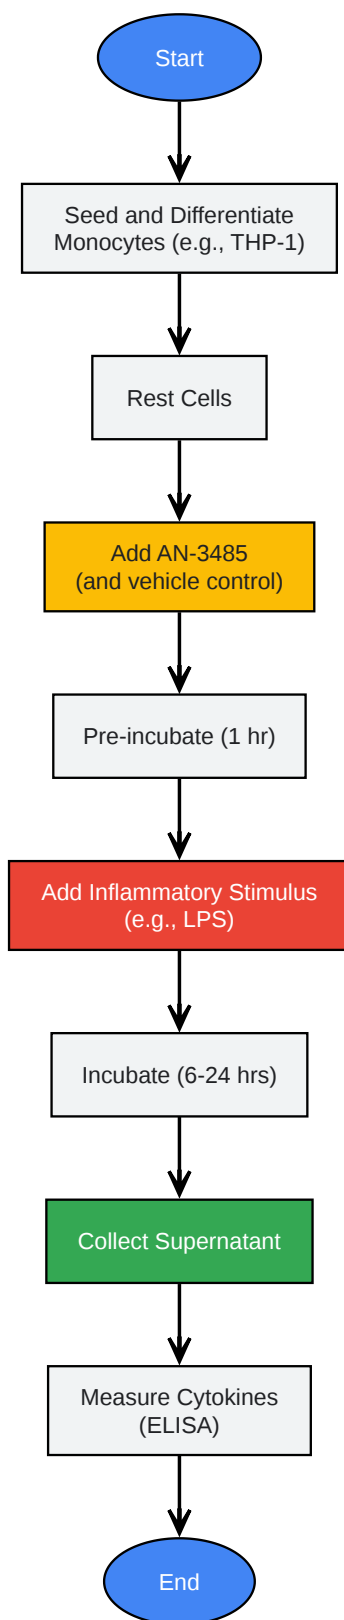 Start
Seed and Differentiate
Monocytes (e.g., THP-1)
Rest Cells
Add AN-3485
(and vehicle control)
Pre-incubate (1 hr)
Add Inflammatory Stimulus
(e.g., LPS)
Incubate (6-24 hrs)
Collect Supernatant
Measure Cytokines
(ELISA)
End